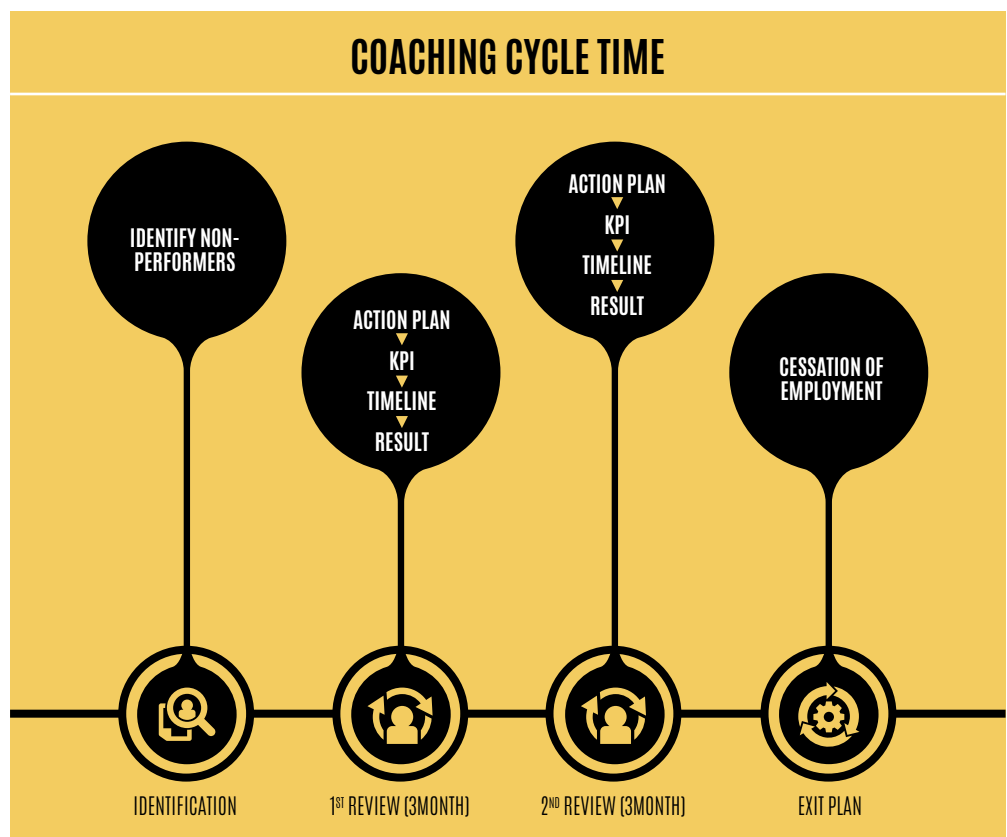 COACHING CYCLE TIME
IDENTIFY NON-
PERFORMERS
ACTION PLAN
KPI
TIMELINE
RESULT
ACTION PLAN
KPI
TIMELINE
RESULT
CESSATION OF
EMPLOYMENT
IDENTIFICATION
1ST REVIEW (3MONTH)
2ND REVIEW (3MONTH)
EXIT PLAN